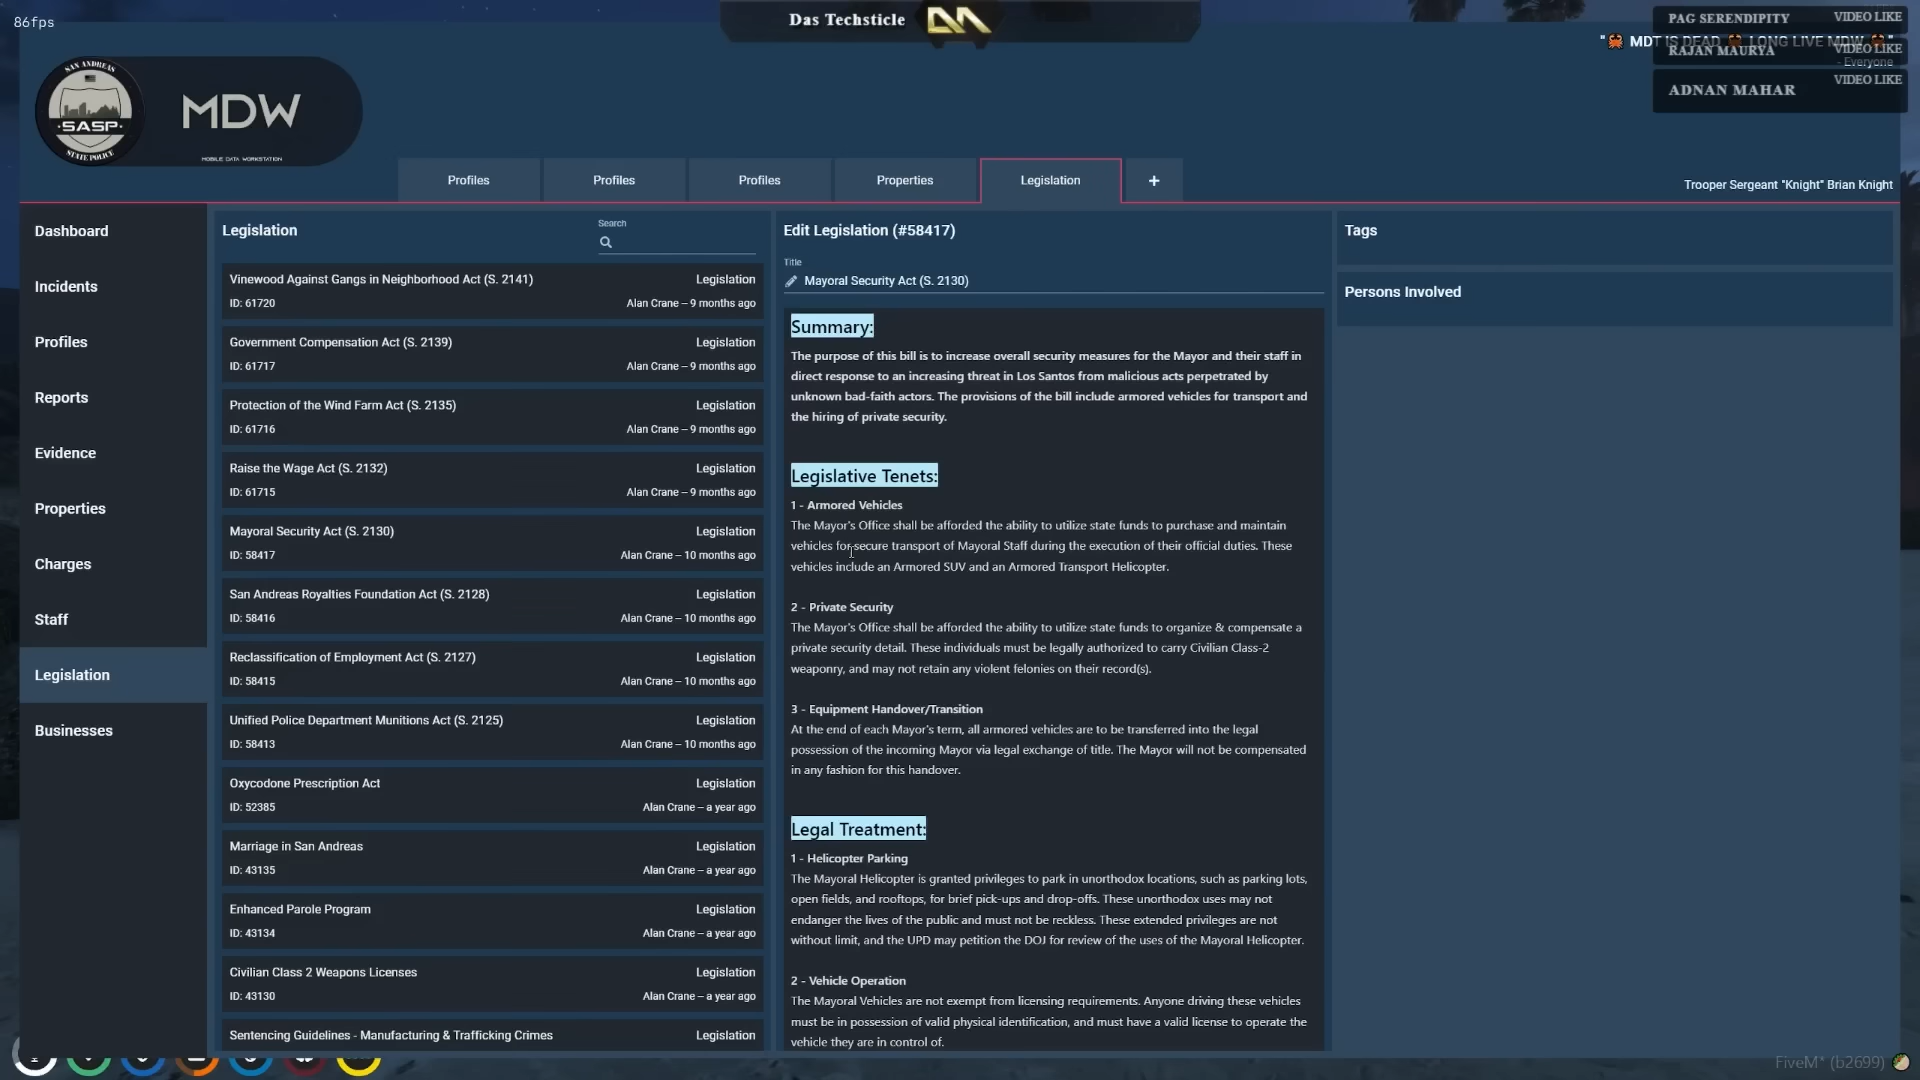 86fps
Das Techsticle
PAG SERENDIPITY VIDEO LIKE
" MDT IS DEAD LONG LIVE MDW "
RAJAN MAURYA VIDEO LIKE
- Everyone
ADNAN MAHAR VIDEO LIKE
SAN ANDREAS
SASP
STATE POLICE
MDW
MOBILE DATA WORKSTATION
Profiles
Profiles
Profiles
Properties
Legislation
+
Trooper Sergeant "Knight" Brian Knight
Dashboard
Incidents
Profiles
Reports
Evidence
Properties
Charges
Staff
Legislation
Businesses
Legislation
Search
Vinewood Against Gangs in Neighborhood Act (S. 2141) Legislation
ID: 61720 Alan Crane – 9 months ago
Government Compensation Act (S. 2139) Legislation
ID: 61717 Alan Crane – 9 months ago
Protection of the Wind Farm Act (S. 2135) Legislation
ID: 61716 Alan Crane – 9 months ago
Raise the Wage Act (S. 2132) Legislation
ID: 61715 Alan Crane – 9 months ago
Mayoral Security Act (S. 2130) Legislation
ID: 58417 Alan Crane – 10 months ago
San Andreas Royalties Foundation Act (S. 2128) Legislation
ID: 58416 Alan Crane – 10 months ago
Reclassification of Employment Act (S. 2127) Legislation
ID: 58415 Alan Crane – 10 months ago
Unified Police Department Munitions Act (S. 2125) Legislation
ID: 58413 Alan Crane – 10 months ago
Oxycodone Prescription Act Legislation
ID: 52385 Alan Crane – a year ago
Marriage in San Andreas Legislation
ID: 43135 Alan Crane – a year ago
Enhanced Parole Program Legislation
ID: 43134 Alan Crane – a year ago
Civilian Class 2 Weapons Licenses Legislation
ID: 43130 Alan Crane – a year ago
Sentencing Guidelines - Manufacturing & Trafficking Crimes Legislation
Edit Legislation (#58417)
Title
Mayoral Security Act (S. 2130)
Summary:
The purpose of this bill is to increase overall security measures for the Mayor and their staff in
direct response to an increasing threat in Los Santos from malicious acts perpetrated by
unknown bad-faith actors. The provisions of the bill include armored vehicles for transport and
the hiring of private security.
Legislative Tenets:
1 - Armored Vehicles
The Mayor's Office shall be afforded the ability to utilize state funds to purchase and maintain
vehicles for secure transport of Mayoral Staff during the execution of their official duties. These
vehicles include an Armored SUV and an Armored Transport Helicopter.
2 - Private Security
The Mayor's Office shall be afforded the ability to utilize state funds to organize & compensate a
private security detail. These individuals must be legally authorized to carry Civilian Class-2
weaponry, and may not retain any violent felonies on their record(s).
3 - Equipment Handover/Transition
At the end of each Mayor's term, all armored vehicles are to be transferred into the legal
possession of the incoming Mayor via legal exchange of title. The Mayor will not be compensated
in any fashion for this handover.
Legal Treatment:
1 - Helicopter Parking
The Mayoral Helicopter is granted privileges to park in unorthodox locations, such as parking lots,
open fields, and rooftops, for brief pick-ups and drop-offs. These unorthodox uses may not
endanger the lives of the public and must not be reckless. These extended privileges are not
without limit, and the UPD may petition the DOJ for review of the uses of the Mayoral Helicopter.
2 - Vehicle Operation
The Mayoral Vehicles are not exempt from licensing requirements. Anyone driving these vehicles
must be in possession of valid physical identification, and must have a valid license to operate the
vehicle they are in control of.
Tags
Persons Involved
FiveM* (b2699)